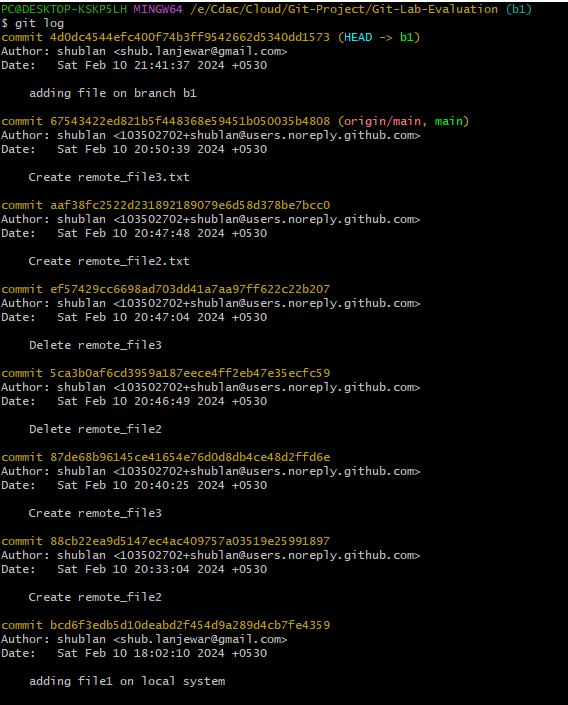 PC@DESKTOP-KSKP5LH MINGW64 /e/Cdac/Cloud/Git-Project/Git-Lab-Evaluation (b1)
$ git log
commit 4d0dc4544efc400f74b3ff9542662d5340dd1573 (HEAD -> b1)
Author: shublan <shub.lanjewar@gmail.com>
Date:   Sat Feb 10 21:41:37 2024 +0530

    adding file on branch b1

commit 67543422ed821b5f448368e59451b050035b4808 (origin/main, main)
Author: shublan <103502702+shublan@users.noreply.github.com>
Date:   Sat Feb 10 20:50:39 2024 +0530

    Create remote_file3.txt

commit aaf38fc2522d231892189079e6d58d378be7bcc0
Author: shublan <103502702+shublan@users.noreply.github.com>
Date:   Sat Feb 10 20:47:48 2024 +0530

    Create remote_file2.txt

commit ef57429cc6698ad703dd41a7aa97ff622c22b207
Author: shublan <103502702+shublan@users.noreply.github.com>
Date:   Sat Feb 10 20:47:04 2024 +0530

    Delete remote_file3

commit 5ca3b0af6cd3959a187eece4ff2eb47e35ecfc59
Author: shublan <103502702+shublan@users.noreply.github.com>
Date:   Sat Feb 10 20:46:49 2024 +0530

    Delete remote_file2

commit 87de68b96145ce41654e76d0d8db4ce48d2ffd6e
Author: shublan <103502702+shublan@users.noreply.github.com>
Date:   Sat Feb 10 20:40:25 2024 +0530

    Create remote_file3

commit 88cb22ea9d5147ec4ac409757a03519e25991897
Author: shublan <103502702+shublan@users.noreply.github.com>
Date:   Sat Feb 10 20:33:04 2024 +0530

    Create remote_file2

commit bcd6f3edb5d10deabd2f454d9a289d4cb7fe4359
Author: shublan <shub.lanjewar@gmail.com>
Date:   Sat Feb 10 18:02:10 2024 +0530

    adding file1 on local system